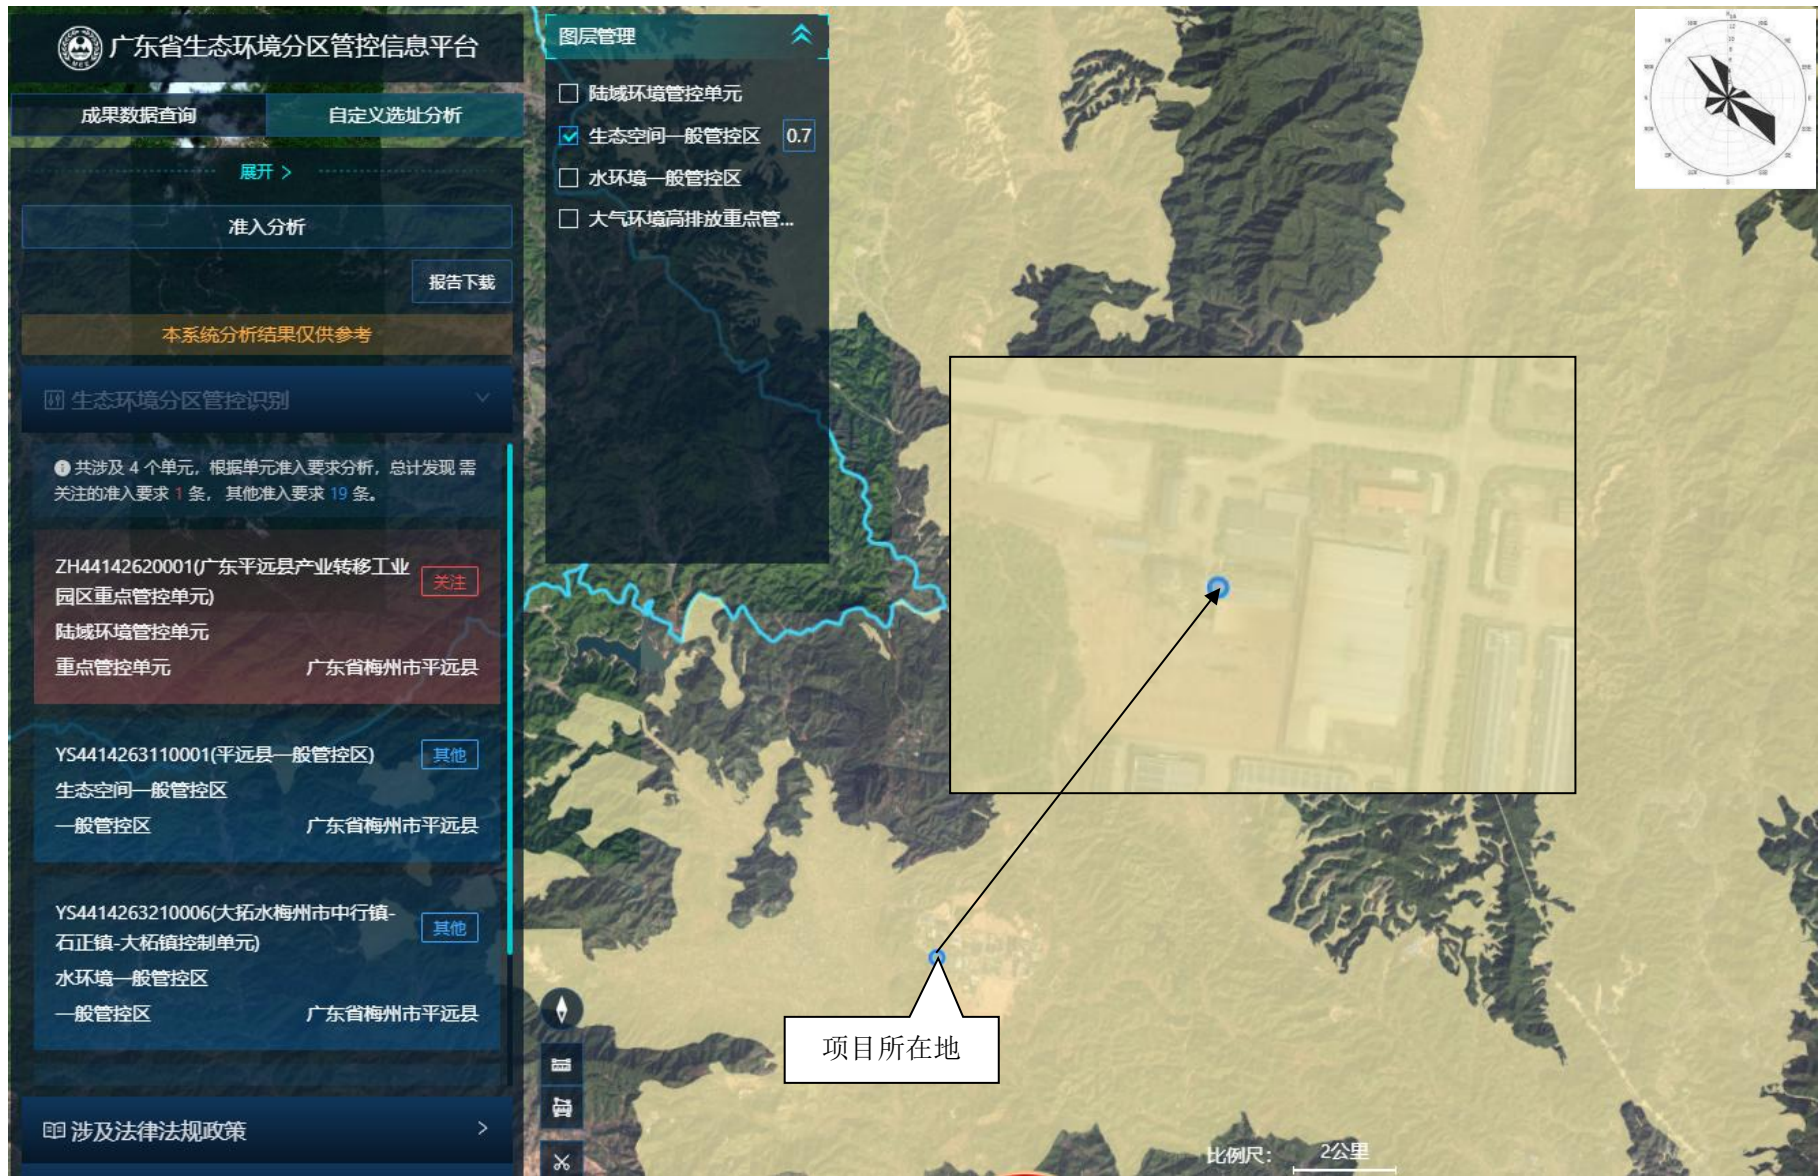 广东省生态环境分区管控信息平台
成果数据查询
自定义选址分析
展开 >
准入分析
报告下载
本系统分析结果仅供参考
生态环境分区管控识别
共涉及 4 个单元，根据单元准入要求分析，总计发现 需
关注的准入要求 1 条， 其他准入要求 19 条。
ZH44142620001(广东平远县产业转移工业
园区重点管控单元)
关注
陆域环境管控单元
重点管控单元 广东省梅州市平远县
YS4414263110001(平远县一般管控区)
其他
生态空间一般管控区
一般管控区 广东省梅州市平远县
YS4414263210006(大拓水梅州市中行镇-
石正镇-大柘镇控制单元)
其他
水环境一般管控区
一般管控区 广东省梅州市平远县
涉及法律法规政策
图层管理
陆域环境管控单元
生态空间一般管控区 0.7
水环境一般管控区
大气环境高排放重点管...
项目所在地
比例尺： 2公里